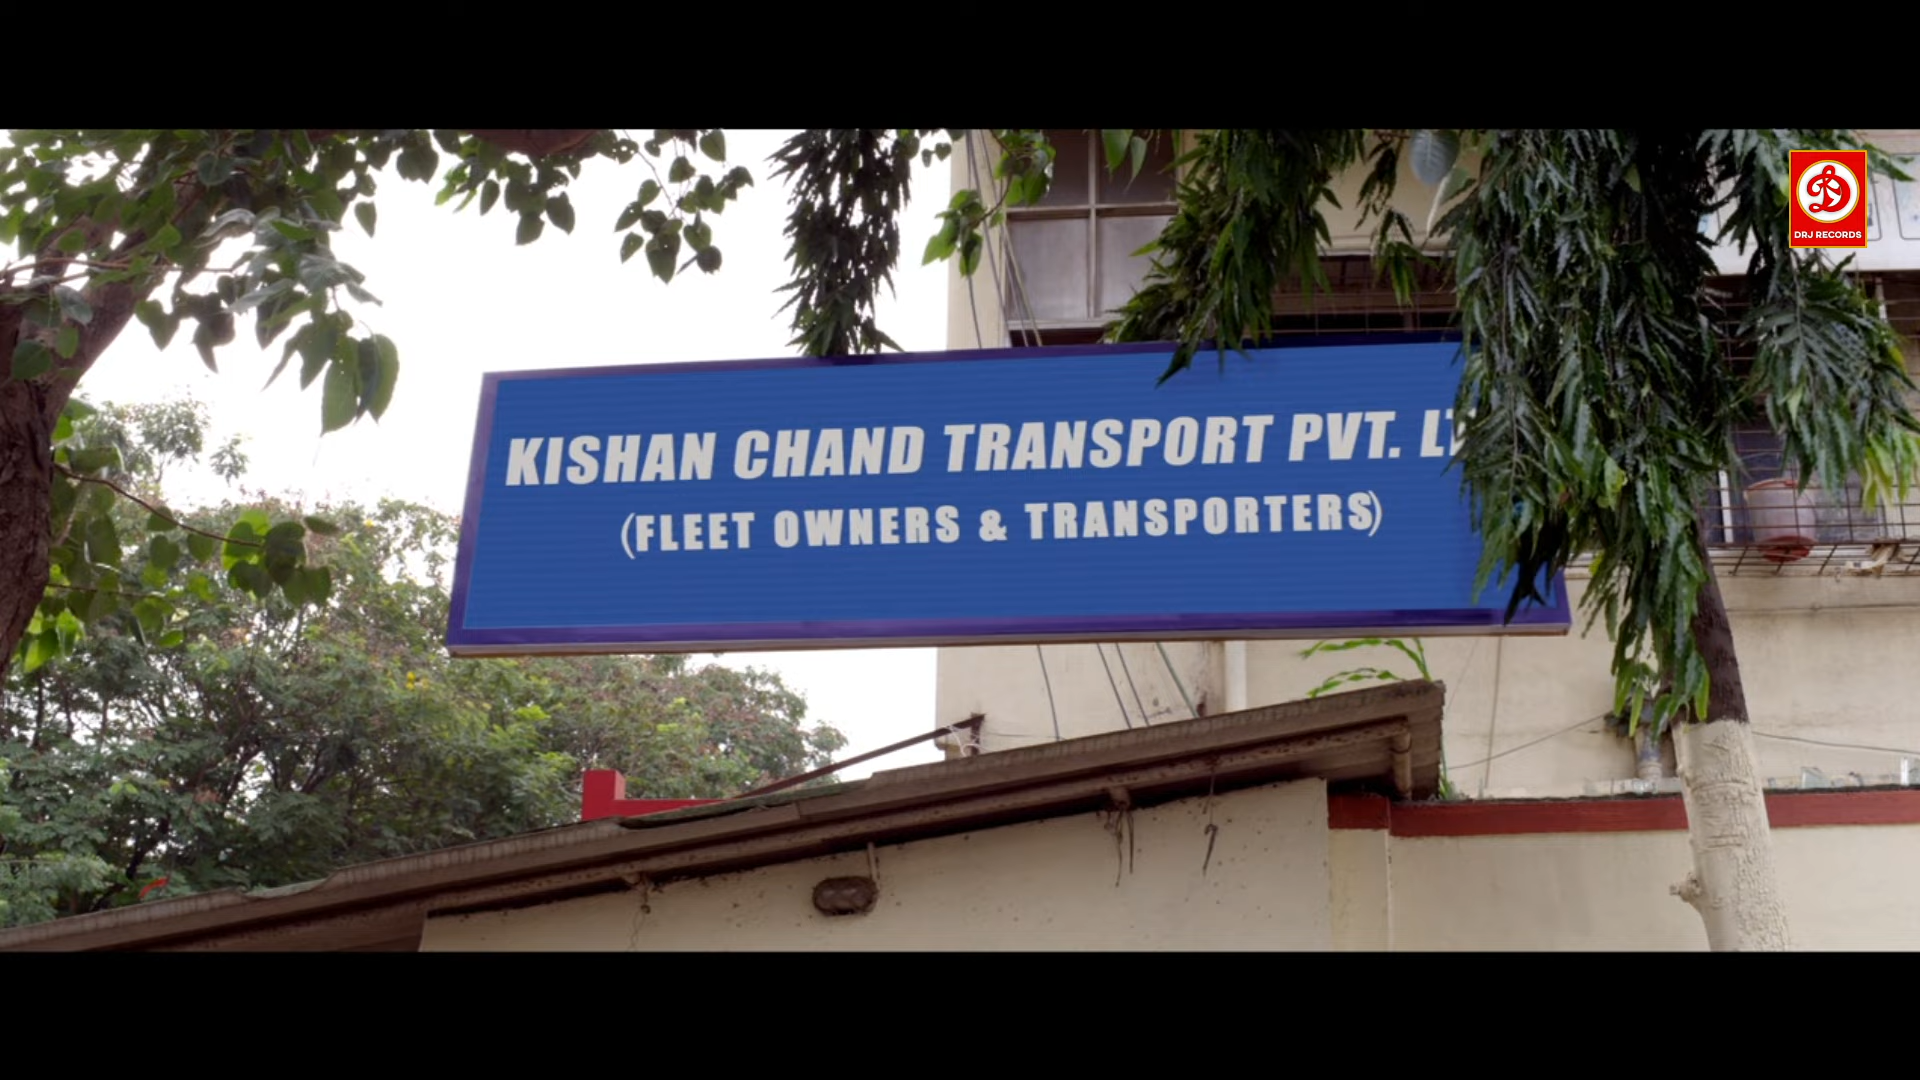 DRJ RECORDS
KISHAN CHAND TRANSPORT PVT.
(FLEET OWNERS & TRANSPORTERS)